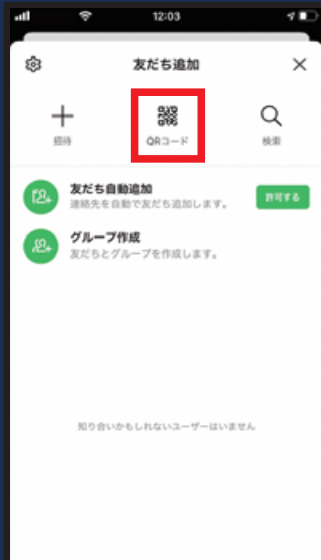 12:03
友だち追加
招待
QRコード
検索
友だち自動追加
連絡先を自動で友だち追加します。
許可する
グループ作成
友だちとグループを作成します。
知り合いかもしれないユーザーはいません